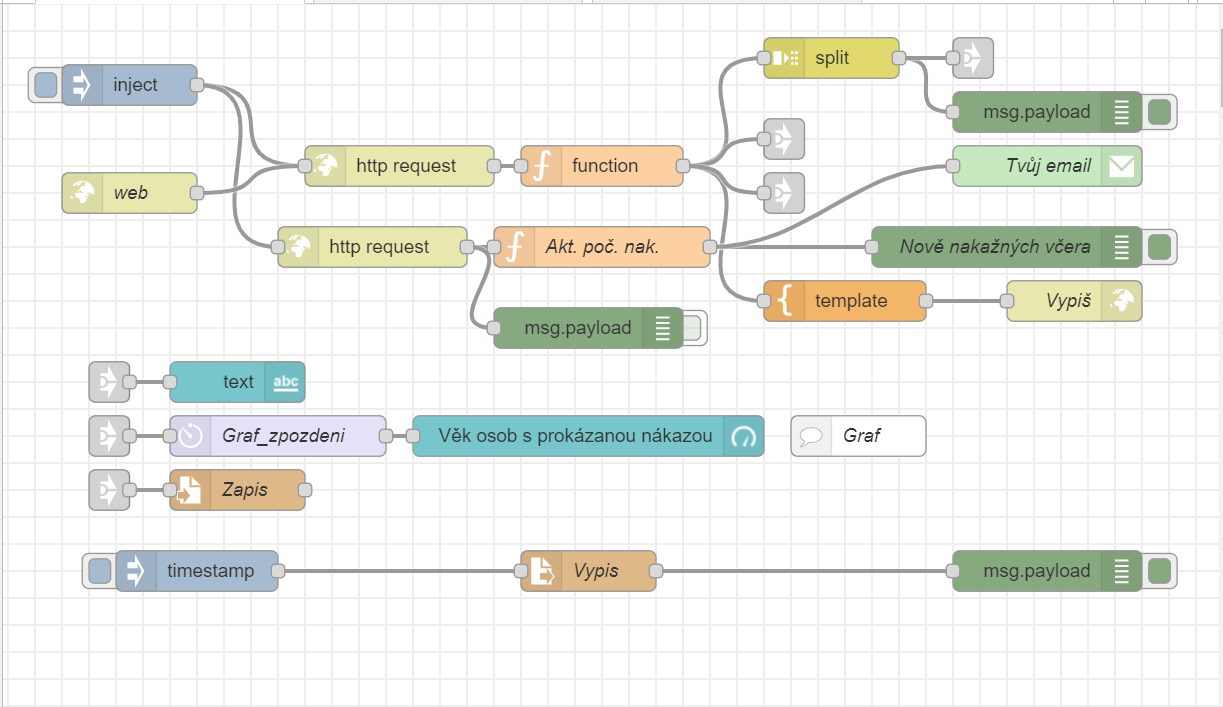 split
inject
msg.payload
http request
function
Tvůj email
web
http request
Akt. poč. nak.
Nově nakažných včera
template
Vypiš
msg.payload
text
abc
Graf_zpozdeni
Věk osob s prokázanou nákazou
Graf
Zapis
timestamp
Vypis
msg.payload